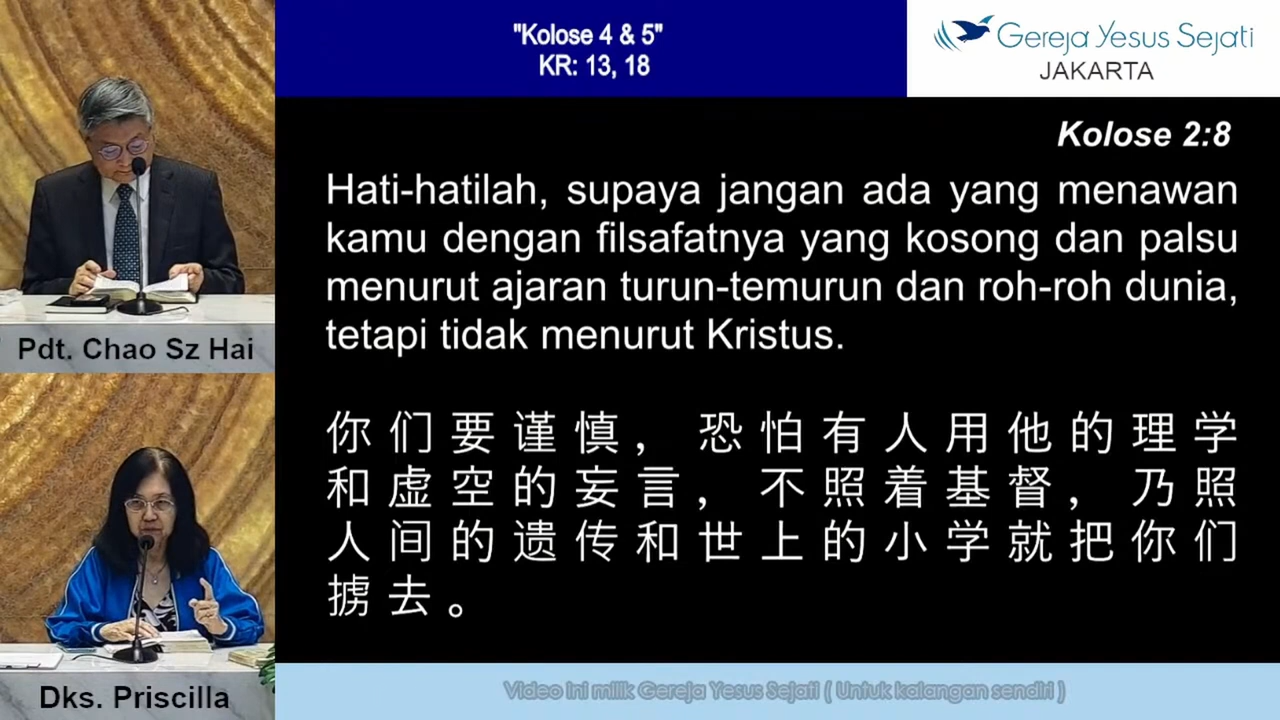 "Kolose 4 & 5"
KR: 13, 18
Gereja Yesus Sejati
JAKARTA
Kolose 2:8
Hati-hatilah, supaya jangan ada yang menawan
kamu dengan filsafatnya yang kosong dan palsu
menurut ajaran turun-temurun dan roh-roh dunia,
tetapi tidak menurut Kristus.
你们要谨慎，恐怕有人用他的理学
和虚空的妄言，不照着基督，乃照
人间的遗传和世上的小学就把你们
掳去。
Pdt. Chao Sz Hai
Dks. Priscilla
Video ini milik Gereja Yesus Sejati ( Untuk kalangan sendiri )